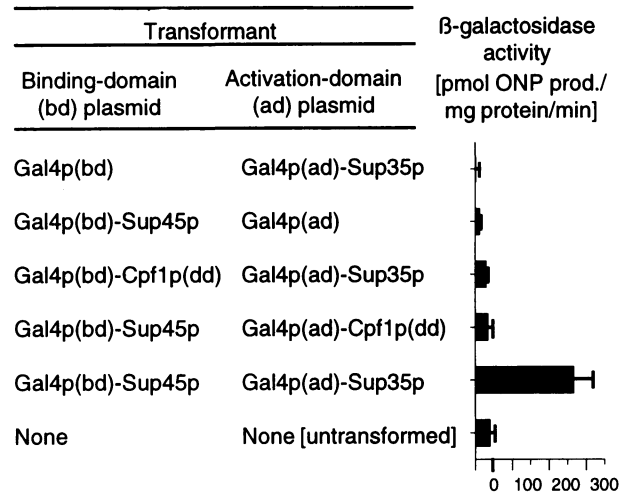 Transformant
ß-galactosidase
activity
[pmol ONP prod./
mg protein/min]
Binding-domain
(bd) plasmid
Activation-domain
(ad) plasmid
Gal4p(bd) Gal4p(ad)-Sup35p
Gal4p(bd)-Sup45p Gal4p(ad)
Gal4p(bd)-Cpf1p(dd) Gal4p(ad)-Sup35p
Gal4p(bd)-Sup45p Gal4p(ad)-Cpf1p(dd)
Gal4p(bd)-Sup45p Gal4p(ad)-Sup35p
None None [untransformed]
0 100 200 300